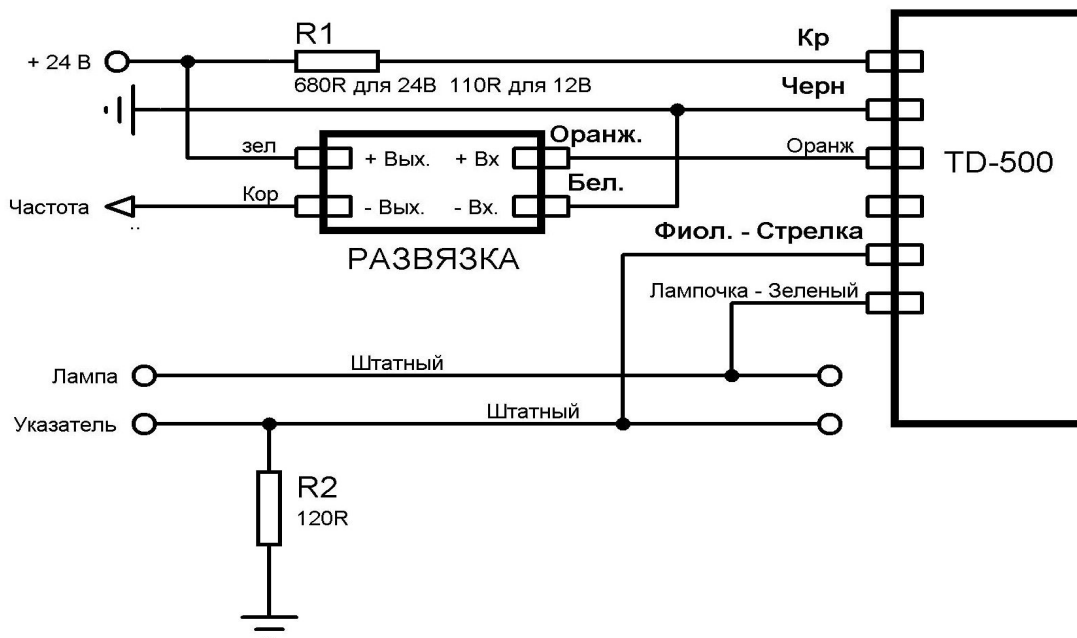 R1
Кр
+ 24 В
680R для 24В 110R для 12В
Черн
зел
+ Вых.
+ Вх
Оранж.
Оранж
TD-500
Кор
- Вых.
- Вх.
Бел.
Частота
..
РАЗВЯЗКА
Фиол. - Стрелка
Лампочка - Зеленый
Лампа
Штатный
Указатель
Штатный
R2
120R